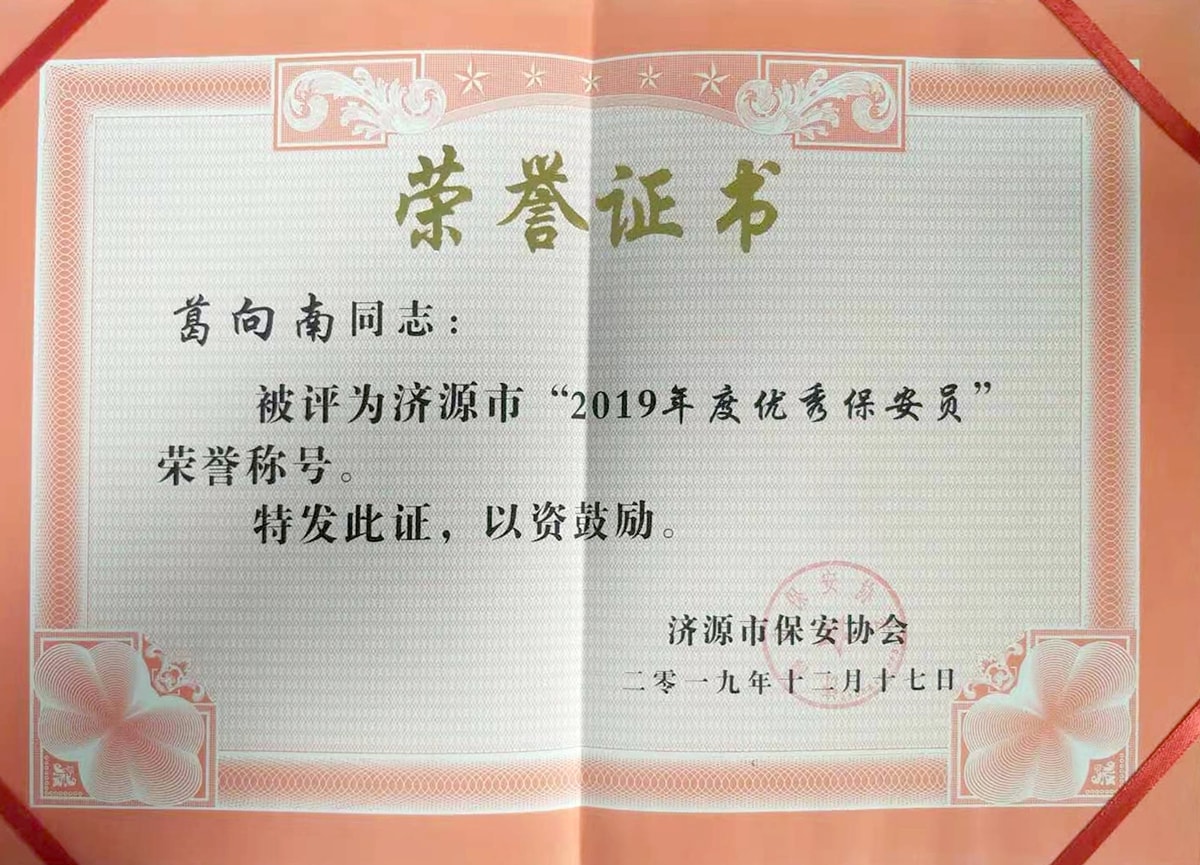 荣誉证书
葛向南同志：
被评为济源市“2019年度优秀保安员”
荣誉称号。
特发此证，以资鼓励。
济源市保安协会
二零一九年十二月十七日